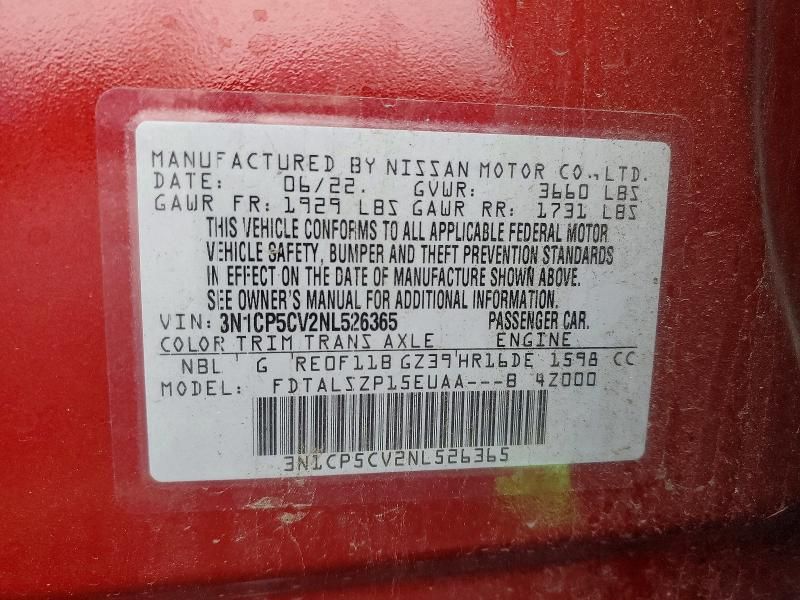 MANUFACTURED BY NISSAN MOTOR CO.,LTD.
DATE: 06/22. GVWR: 3660 LBS
GAWR FR: 1929 LBS GAWR RR: 1731 LBS
THIS VEHICLE CONFORMS TO ALL APPLICABLE FEDERAL MOTOR
VEHICLE SAFETY, BUMPER AND THEFT PREVENTION STANDARDS
IN EFFECT ON THE DATE OF MANUFACTURE SHOWN ABOVE.
SEE OWNER'S MANUAL FOR ADDITIONAL INFORMATION.
VIN: 3N1CP5CV2NL526365 PASSENGER CAR.
COLOR TRIM TRANS AXLE ENGINE
NBL G RE0F11B GZ39 HR16DE 1598 CC
MODEL: FDTALSZP15EUAA---B 4Z000
3N1CP5CV2NL526365